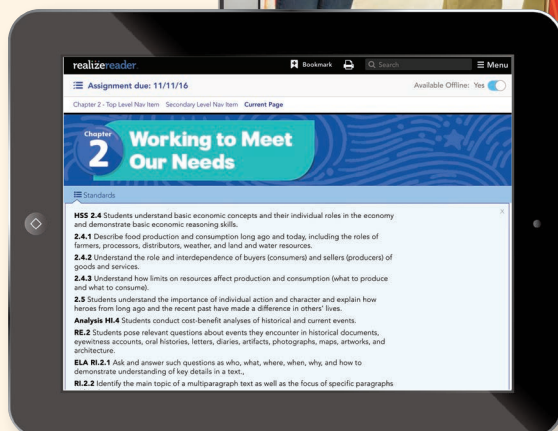 realizereader.
Bookmark
Search
Menu
Assignment due: 11/11/16
Available Offline: Yes
Chapter 2 - Top Level Nav Item Secondary Level Nav Item Current Page
Chapter
2
Working to Meet
Our Needs
Standards
HSS 2.4 Students understand basic economic concepts and their individual roles in the economy
and demonstrate basic economic reasoning skills.
2.4.1 Describe food production and consumption long ago and today, including the roles of
farmers, processors, distributors, weather, and land and water resources.
2.4.2 Understand the role and interdependence of buyers (consumers) and sellers (producers) of
goods and services.
2.4.3 Understand how limits on resources affect production and consumption (what to produce
and what to consume).
2.5 Students understand the importance of individual action and character and explain how
heroes from long ago and the recent past have made a difference in others' lives.
Analysis HI.4 Students conduct cost-benefit analyses of historical and current events.
RE.2 Students pose relevant questions about events they encounter in historical documents,
eyewitness accounts, oral histories, letters, diaries, artifacts, photographs, maps, artworks, and
architecture.
ELA RI.2.1 Ask and answer such questions as who, what, where, when, why, and how to
demonstrate understanding of key details in a text.,
RI.2.2 Identify the main topic of a multiparagraph text as well as the focus of specific paragraphs